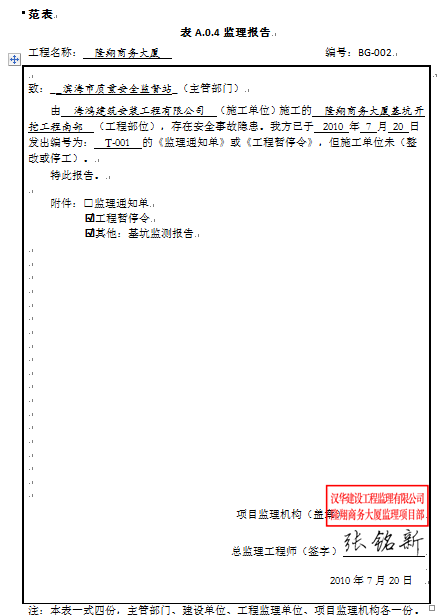 范表
表 A.0.4 监理报告
工程名称： 隆翔商务大厦 编号：BG-002
致： 滨海市质量安全监督站 （主管部门）
由 海鸿建筑安装工程有限公司 （施工单位）施工的 隆翔商务大厦基坑开
挖工程南部 （工程部位），存在安全事故隐患。我方已于 2010 年 7 月 20 日
发出编号为： T-001 的《监理通知单》或《工程暂停令》，但施工单位未（整
改或停工）。
特此报告。
附件：□监理通知单
☑工程暂停令
☑其他：基坑监测报告
汉华建设工程监理有限公司
隆翔商务大厦监理项目部
项目监理机构（盖章）
总监理工程师（签字） 张铭新
2010 年 7 月 20 日
注：本表一式四份，主管部门、建设单位、工程监理单位、项目监理机构各一份。